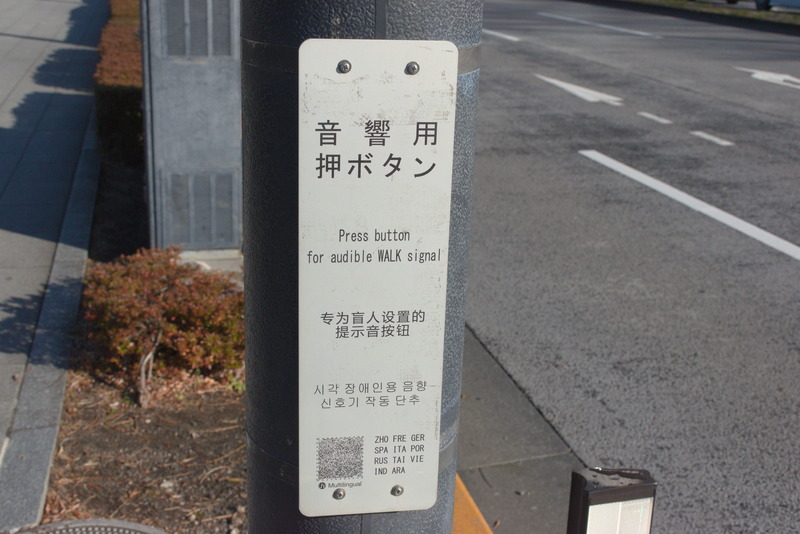 音響用
押ボタン
Press button
for audible WALK signal
专为盲人设置的
提示音按钮
시각 장애인용 음향
신호기 작동 단추
ZHO FRE GER
SPA ITA POR
RUS TAI VIE
IND ARA
Multilingual